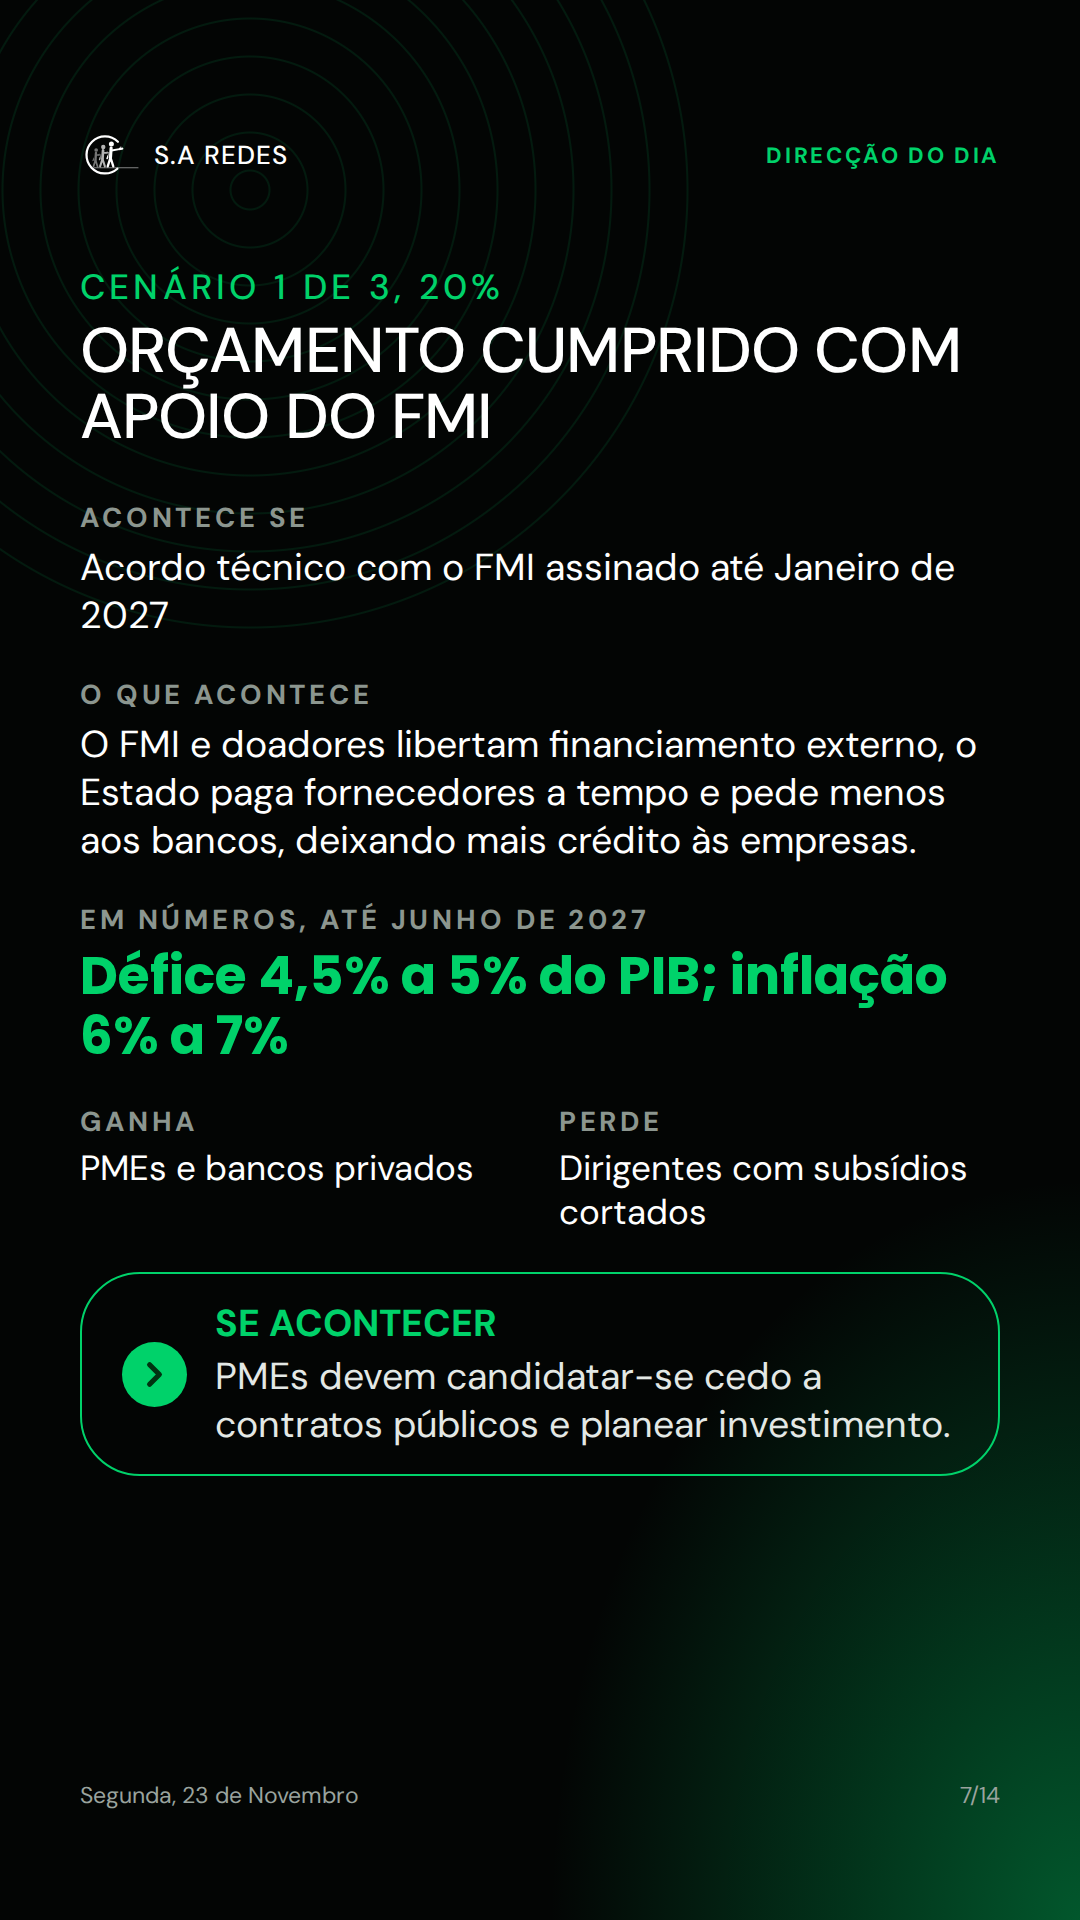 S.A REDES
DIRECÇÃO DO DIA
CENÁRIO 1 DE 3, 20%
ORÇAMENTO CUMPRIDO COM
APOIO DO FMI
ACONTECE SE
Acordo técnico com o FMI assinado até Janeiro de
2027
O QUE ACONTECE
O FMI e doadores libertam financiamento externo, o
Estado paga fornecedores a tempo e pede menos
aos bancos, deixando mais crédito às empresas.
EM NÚMEROS, ATÉ JUNHO DE 2027
Défice 4,5% a 5% do PIB; inflação
6% a 7%
GANHA
PMEs e bancos privados
PERDE
Dirigentes com subsídios
cortados
SE ACONTECER
PMEs devem candidatar-se cedo a
contratos públicos e planear investimento.
Segunda, 23 de Novembro
7/14